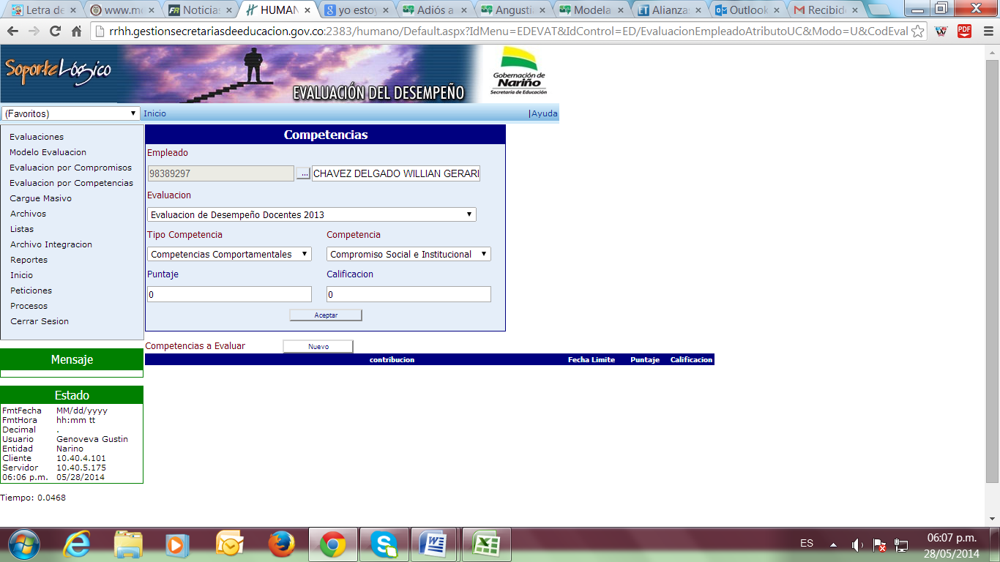 Letra de
www.me
Noticias
HUMAN
yo estoy
Adiós a
Angustia
Modela
Alianza
Outlook
Recibid
rrhh.gestionsecretariasdeeducacion.gov.co:2383/humano/Default.aspx?IdMenu=EDEVAT&IdControl=ED/EvaluacionEmpleadoAtributoUC&Modo=U&CodEval
PDF
Soporte Lógico
EVALUACIÓN DEL DESEMPEÑO
Gobernación de
Nariño
Secretaría de Educación
(Favoritos)
Inicio
|Ayuda
Evaluaciones
Modelo Evaluacion
Evaluacion por Compromisos
Evaluacion por Competencias
Cargue Masivo
Archivos
Listas
Archivo Integracion
Reportes
Inicio
Peticiones
Procesos
Cerrar Sesion
Competencias
Empleado
98389297 ... CHAVEZ DELGADO WILLIAN GERARI
Evaluacion
Evaluacion de Desempeño Docentes 2013
Tipo Competencia Competencia
Competencias Comportamentales Compromiso Social e Institucional
Puntaje Calificacion
0 0
Aceptar
Competencias a Evaluar Nuevo
contribucion Fecha Limite Puntaje Calificacion
Mensaje
Estado
FmtFecha MM/dd/yyyy
FmtHora hh:mm tt
Decimal .
Usuario Genoveva Gustin
Entidad Narino
Cliente 10.40.4.101
Servidor 10.40.5.175
06:06 p.m. 05/28/2014
Tiempo: 0.0468
ES
06:07 p.m.
28/05/2014